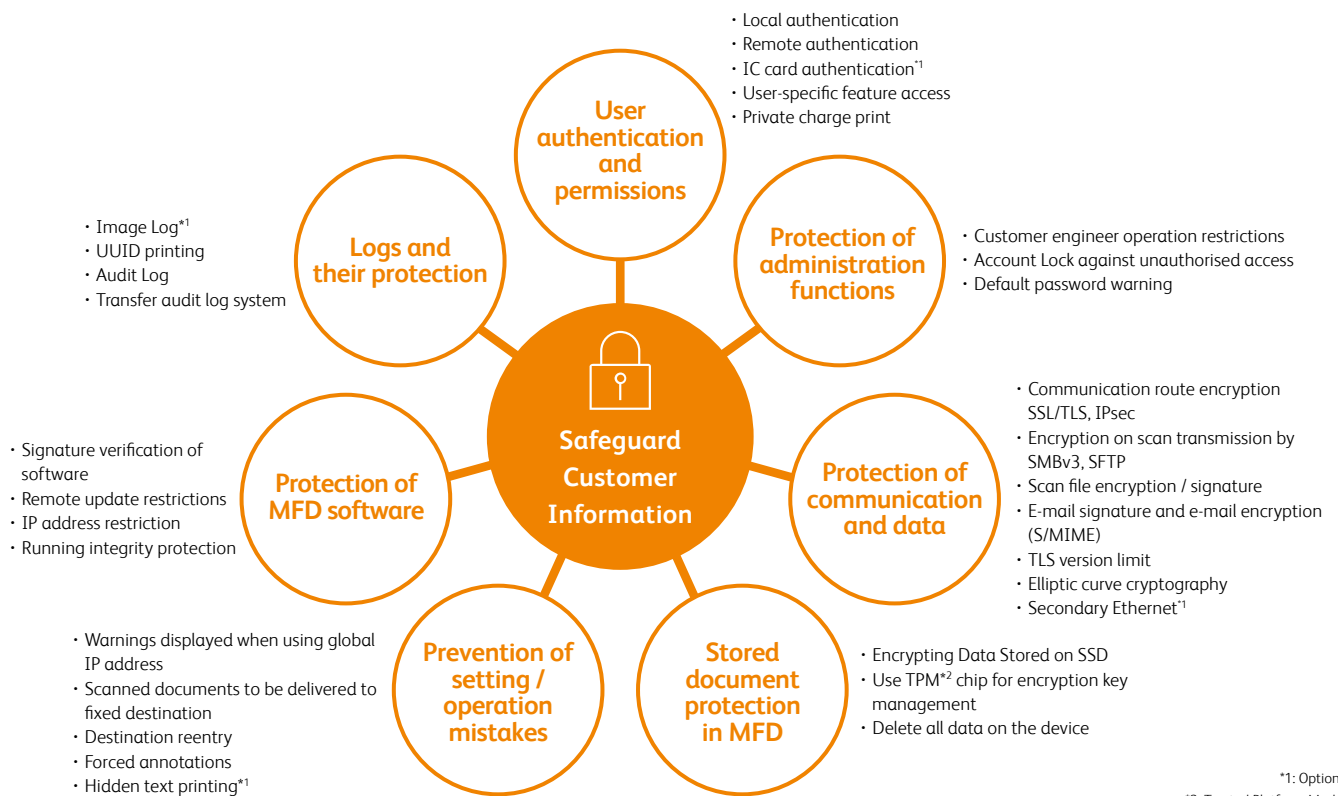 ・ Local authentication
・ Remote authentication
・ IC card authentication*1
・ User-specific feature access
・ Private charge print
User
authentication
and
permissions
・ Image Log*1
・ UUID printing
・ Audit Log
・ Transfer audit log system
Logs and
their protection
Protection of
administration
functions
・ Customer engineer operation restrictions
・ Account Lock against unauthorised access
・ Default password warning
Safeguard
Customer
Information
・ Signature verification of
software
・ Remote update restrictions
・ IP address restriction
・ Running integrity protection
Protection of
MFD software
Protection of
communication
and data
・ Communication route encryption
SSL/TLS, IPsec
・ Encryption on scan transmission by
SMBv3, SFTP
・ Scan file encryption / signature
・ E-mail signature and e-mail encryption
(S/MIME)
・ TLS version limit
・ Elliptic curve cryptography
・ Secondary Ethernet*1
・ Warnings displayed when using global
IP address
・ Scanned documents to be delivered to
fixed destination
・ Destination reentry
・ Forced annotations
・ Hidden text printing*1
Prevention of
setting /
operation
mistakes
Stored
document
protection
in MFD
・ Encrypting Data Stored on SSD
・ Use TPM*2 chip for encryption key
management
・ Delete all data on the device
*1: Option